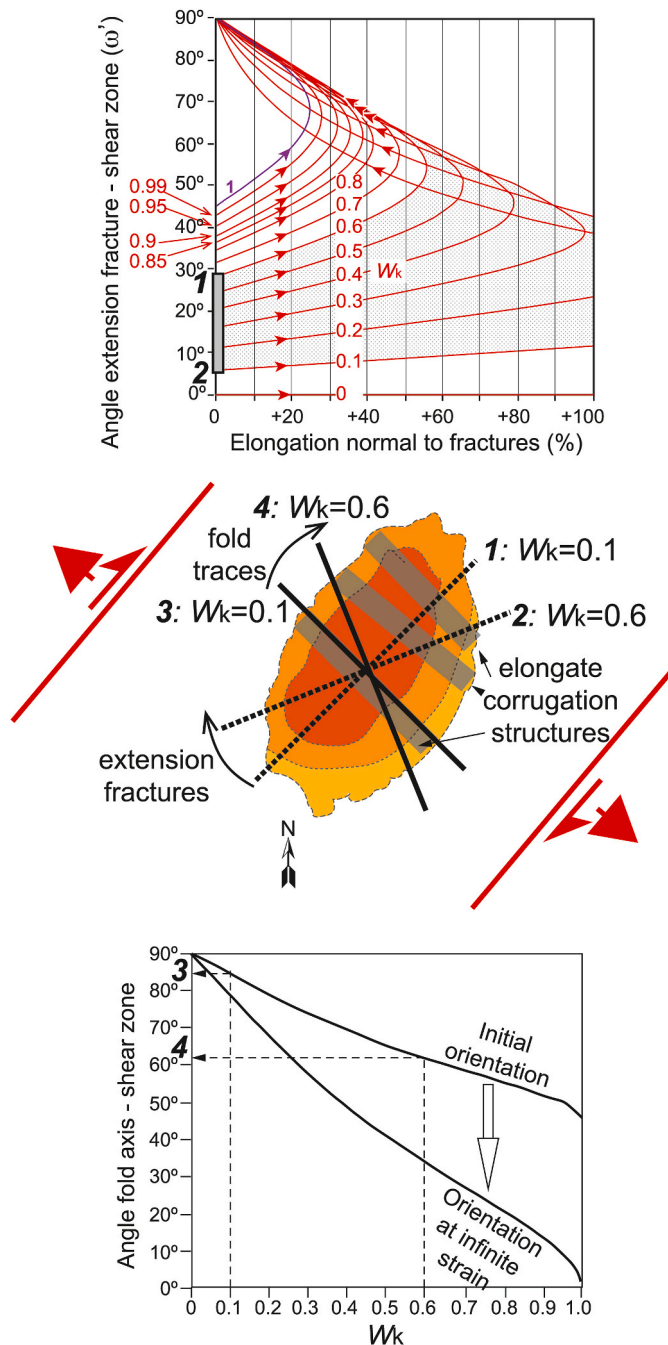 Angle extension fracture - shear zone (ω')
90º
80º
70º
60º
50º
40º
30º
20º
10º
0º
0.99
0.95
0.9
0.85
1
1
2
0.8
0.7
0.6
0.5
0.4
Wk
0.3
0.2
0.1
0
0
+20
+40
+60
+80
+100
Elongation normal to fractures (%)
4: Wk=0.6
fold
traces
3: Wk=0.1
1: Wk=0.1
2: Wk=0.6
elongate
corrugation
structures
extension
fractures
N
Angle fold axis - shear zone
90º
3
80º
70º
4
60º
50º
40º
30º
20º
10º
0º
Initial
orientation
Orientation
at infinite
strain
0
0.1
0.2
0.3
0.4
0.5
0.6
0.7
0.8
0.9
1.0
Wk